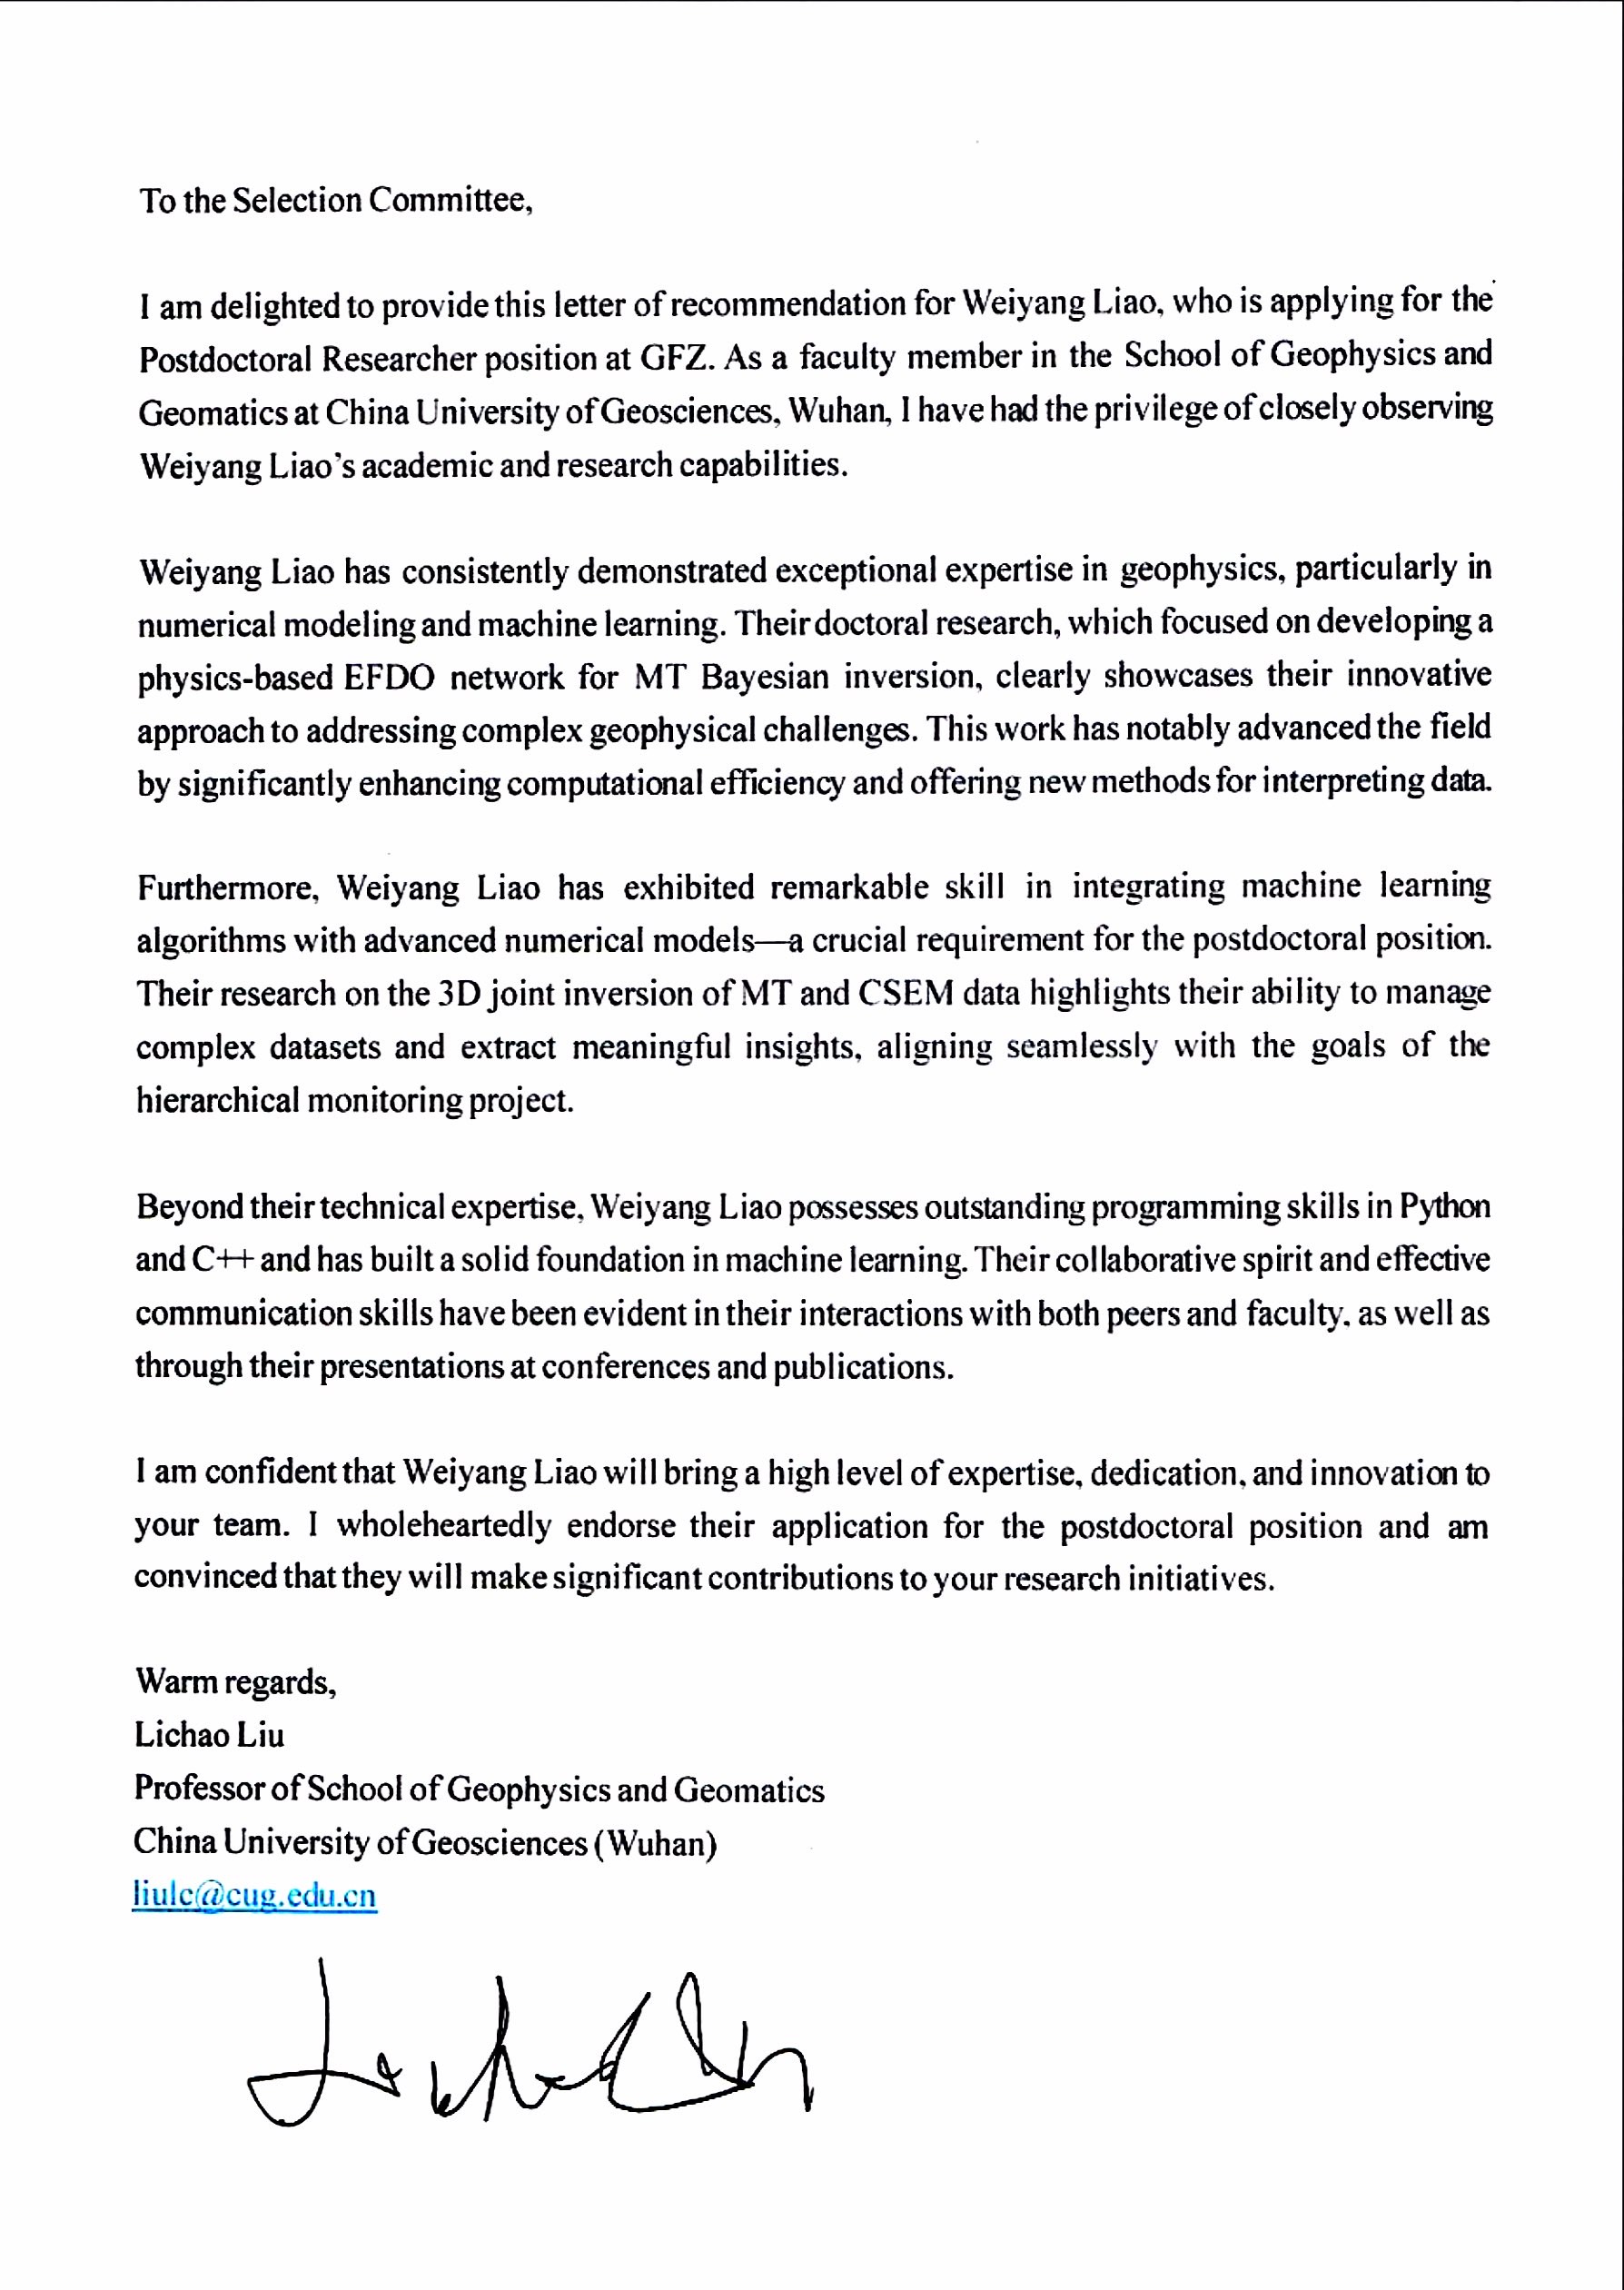 To the Selection Committee,
I am delighted to provide this letter of recommendation for Weiyang Liao, who is applying for the
Postdoctoral Researcher position at GFZ. As a faculty member in the School of Geophysics and
Geomatics at China University of Geosciences, Wuhan, I have had the privilege of closely observing
Weiyang Liao's academic and research capabilities.
Weiyang Liao has consistently demonstrated exceptional expertise in geophysics, particularly in
numerical modeling and machine learning. Their doctoral research, which focused on developing a
physics-based EFDO network for MT Bayesian inversion, clearly showcases their innovative
approach to addressing complex geophysical challenges. This work has notably advanced the field
by significantly enhancing computational efficiency and offering new methods for interpreting data.
Furthermore, Weiyang Liao has exhibited remarkable skill in integrating machine learning
algorithms with advanced numerical models—a crucial requirement for the postdoctoral position.
Their research on the 3D joint inversion of MT and CSEM data highlights their ability to manage
complex datasets and extract meaningful insights, aligning seamlessly with the goals of the
hierarchical monitoring project.
Beyond their technical expertise, Weiyang Liao possesses outstanding programming skills in Python
and C++ and has built a solid foundation in machine learning. Their collaborative spirit and effective
communication skills have been evident in their interactions with both peers and faculty, as well as
through their presentations at conferences and publications.
I am confident that Weiyang Liao will bring a high level of expertise, dedication, and innovation to
your team. I wholeheartedly endorse their application for the postdoctoral position and am
convinced that they will make significant contributions to your research initiatives.
Warm regards,
Lichao Liu
Professor of School of Geophysics and Geomatics
China University of Geosciences (Wuhan)
liulc@cug.edu.cn